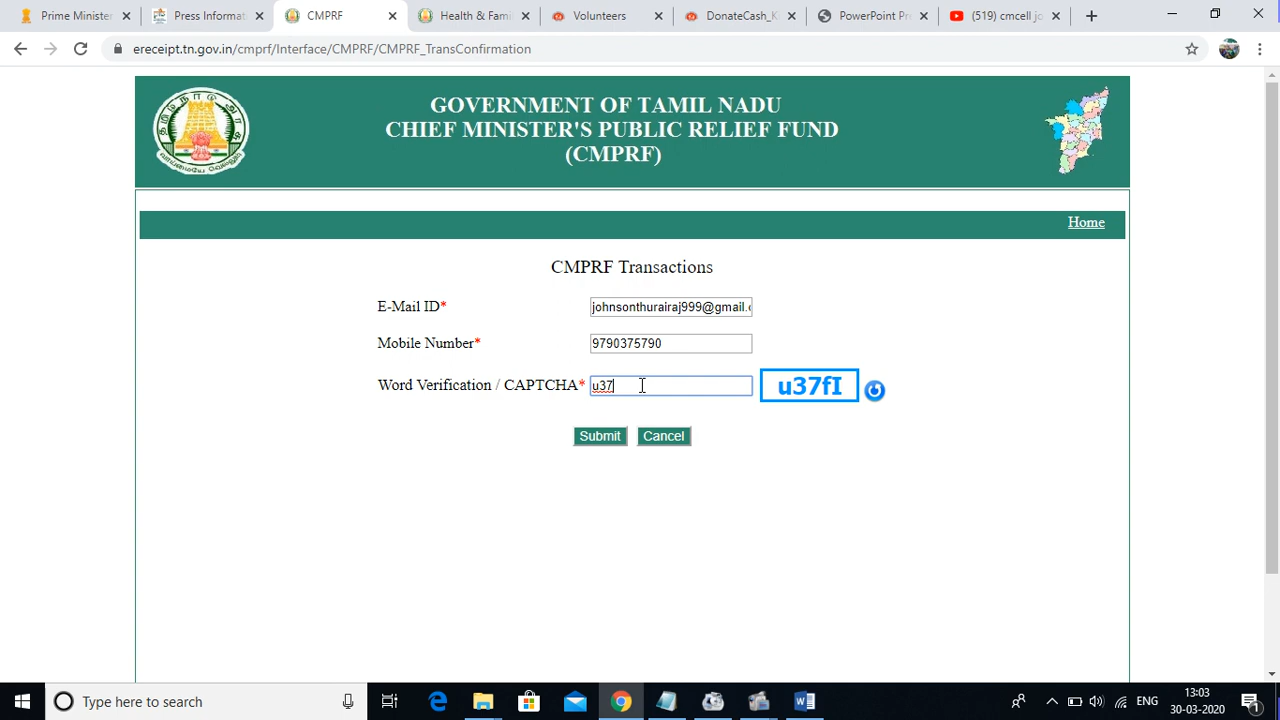 Prime Minister
Press Informat
CMPRF
Health & Fami
Volunteers
DonateCash_K
PowerPoint Pr
(519) cmcell jo
ereceipt.tn.gov.in/cmprf/Interface/CMPRF/CMPRF_TransConfirmation
GOVERNMENT OF TAMIL NADU
CHIEF MINISTER'S PUBLIC RELIEF FUND
(CMPRF)
Home
CMPRF Transactions
E-Mail ID*
johnsonthurairaj999@gmail.c
Mobile Number*
9790375790
Word Verification / CAPTCHA*
u37
u37fI
Submit
Cancel
Type here to search
ENG
13:03
30-03-2020
1